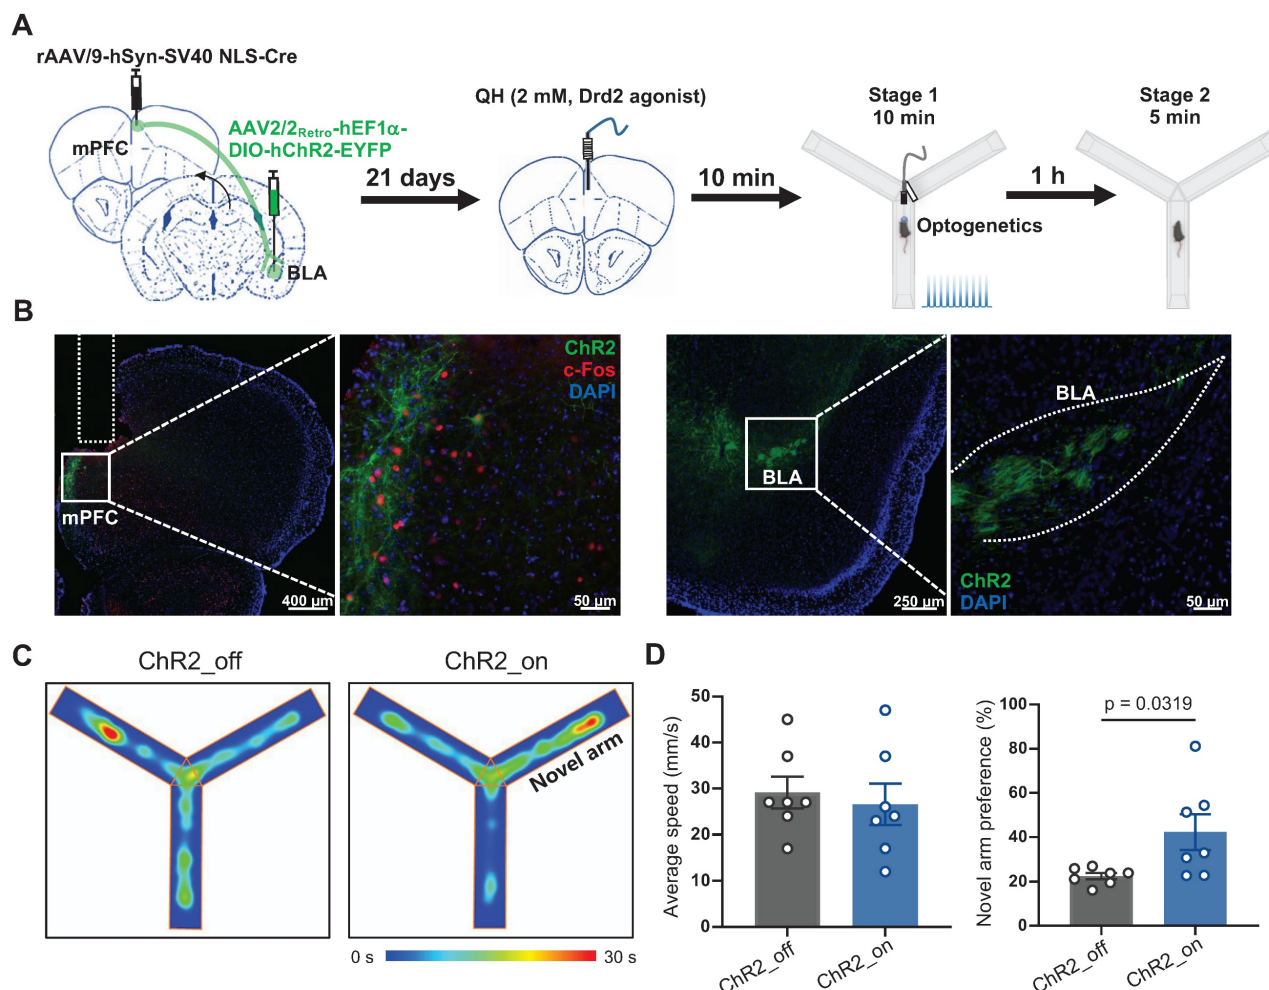 A
rAAV/9-hSyn-SV40 NLS-Cre
mPFC
AAV2/2Retro-hEF1α-
DIO-hChR2-EYFP
BLA
21 days
QH (2 mM, Drd2 agonist)
10 min
Stage 1
10 min
Optogenetics
1 h
Stage 2
5 min
B
mPFC
400 µm
ChR2
c-Fos
DAPI
50 µm
BLA
250 µm
BLA
ChR2
DAPI
50 µm
C
ChR2_off
ChR2_on
Novel arm
0 s
30 s
D
Average speed (mm/s)
50
40
30
20
10
0
ChR2_off
ChR2_on
Novel arm preference (%)
100
80
60
40
20
0
p = 0.0319
ChR2_off
ChR2_on